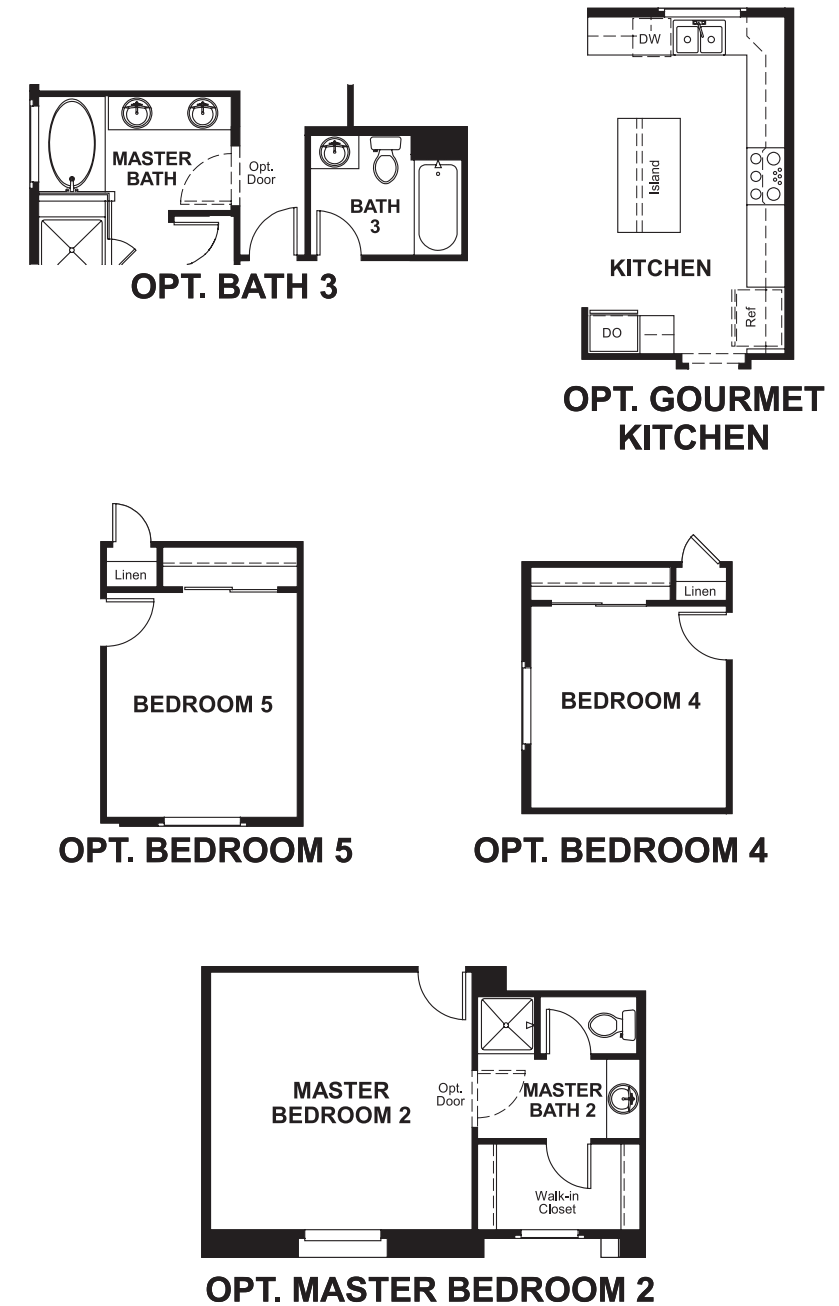 MASTER
BATH
Opt.
Door
BATH
3
OPT. BATH 3
DW
Island
KITCHEN
DO
Ref
OPT. GOURMET
KITCHEN
Linen
BEDROOM 5
OPT. BEDROOM 5
Linen
BEDROOM 4
OPT. BEDROOM 4
MASTER
BEDROOM 2
Opt.
Door
MASTER
BATH 2
Walk-in
Closet
OPT. MASTER BEDROOM 2